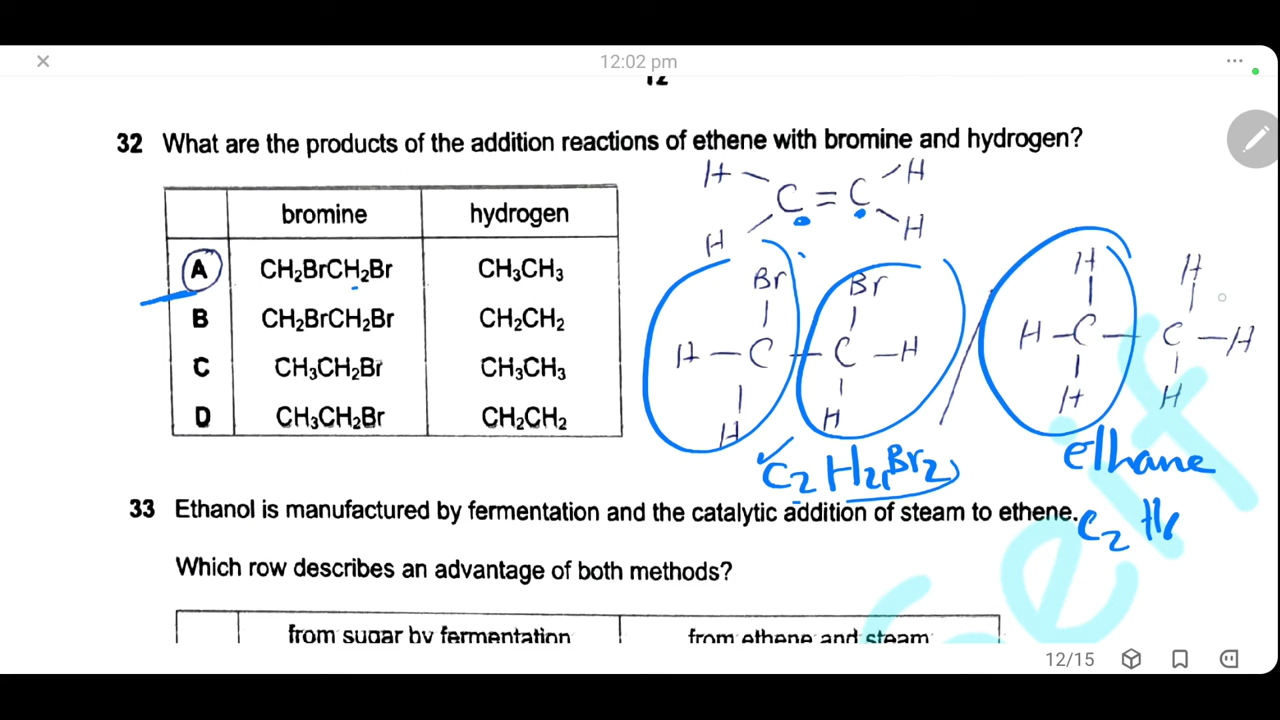 12:02 pm
12
32 What are the products of the addition reactions of ethene with bromine and hydrogen?
bromine hydrogen
A CH₂BrCH₂Br CH₃CH₃
B CH₂BrCH₂Br CH₂CH₂
C CH₃CH₂Br CH₃CH₃
D CH₃CH₂Br CH₂CH₂
H H
C = C
H H
Br Br H H
H – C – C – H H – C – C – H
H H H H
C₂H₄Br₂
ethane
C₂H₆
33 Ethanol is manufactured by fermentation and the catalytic addition of steam to ethene.
Which row describes an advantage of both methods?
from sugar by fermentation from ethene and steam
12/15